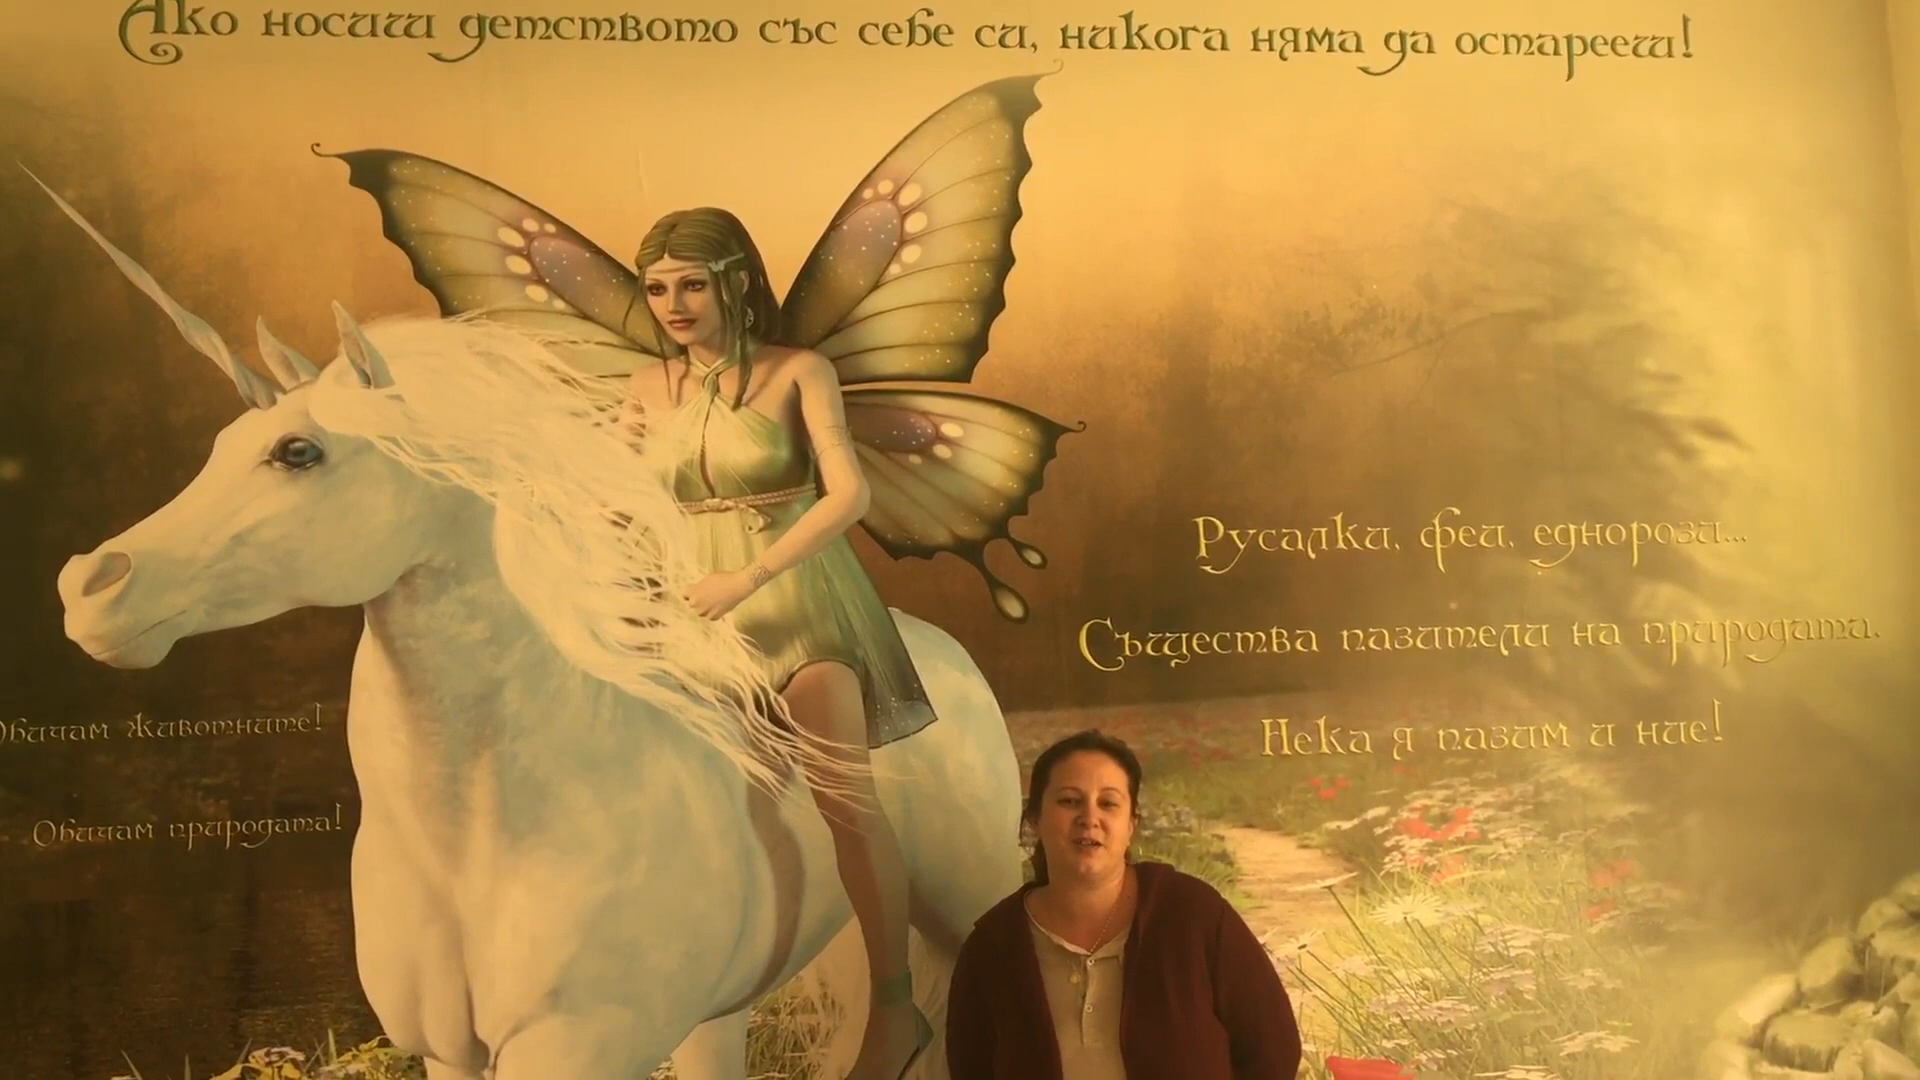 Ако носиш детството със себе си, никога няма да остарееш!
Русалки, феи, еднорози...
Същества пазители на природата.
Нека я пазим и ние!
Обичам животните!
Обичам природата!